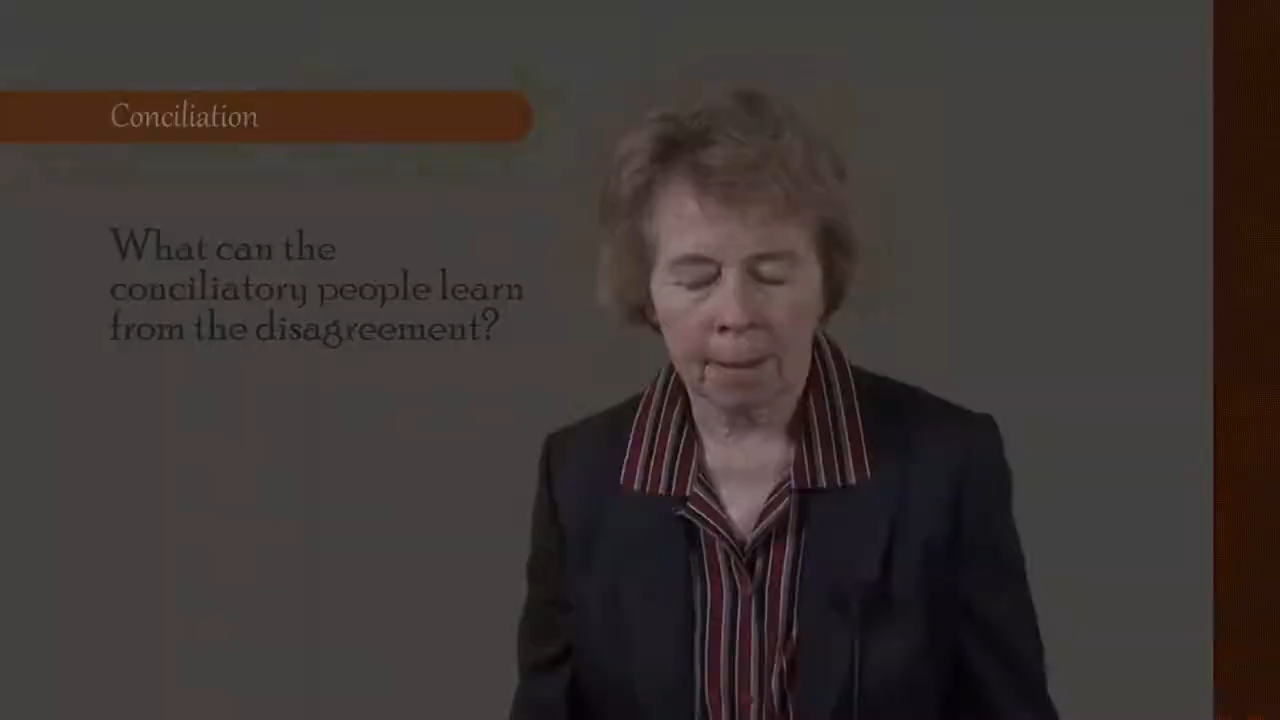 Conciliation
What can the
conciliatory people learn
from the disagreement?